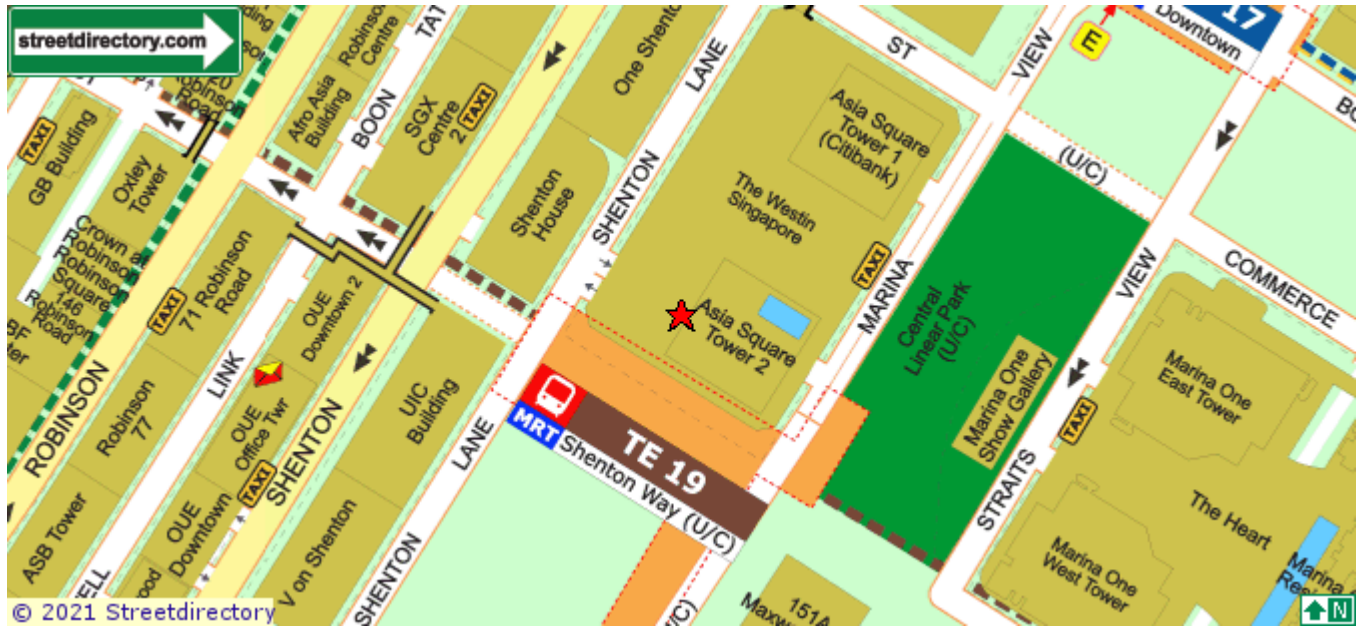 streetdirectory.com
Robinson
Centre
Afro Asia
Building
TAT
BOON
SGX
Centre
2
TAXI
One Shenton
LANE
ST
VIEW
E
17
Downtown
TAXI
GB Building
Oxley
Tower
Robinson
Road
Shenton
House
SHENTON
Asia Square
Tower 1
(Citibank)
The Westin
Singapore
(U/C)
COMMERCE
VIEW
Crown at
Robinson
Robinson
Square
146
Robinson
Road
TAXI
71 Robinson
Road
OUE
Downtown 2
Asia Square
Tower 2
TAXI
MARINA
Central
Linear Park
(U/C)
Marina One
Show Gallery
Marina One
East Tower
TAXI
ROBINSON
Robinson
77
LINK
OUE
Office Twr
SHENTON
UIC
Building
LANE
MRT
TE 19
Shenton Way (U/C)
STRAITS
The Heart
ASB Tower
OUE
Downtown
TAXI
V on Shenton
SHENTON
151A
Marina One
West Tower
Marina
N
© 2021 Streetdirectory